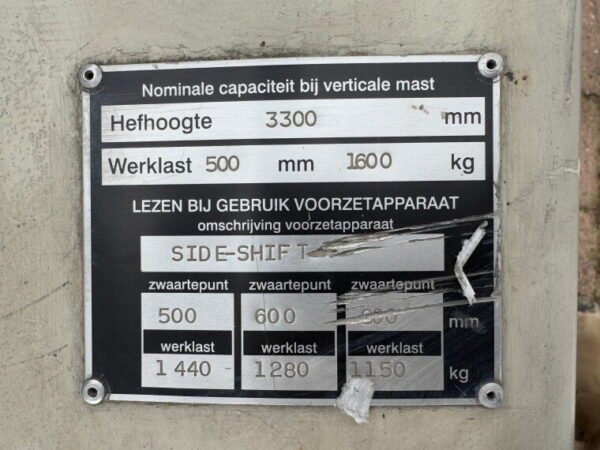 Nominale capaciteit bij verticale mast
Hefhoogte 3300 mm
Werklast 500 mm 1600 kg
LEZEN BIJ GEBRUIK VOORZETAPPARAAT
omschrijving voorzetapparaat
SIDE-SHIFT
zwaartepunt zwaartepunt zwaartepunt
500 600 mm
werklast werklast werklast
1440 1280 1150 kg